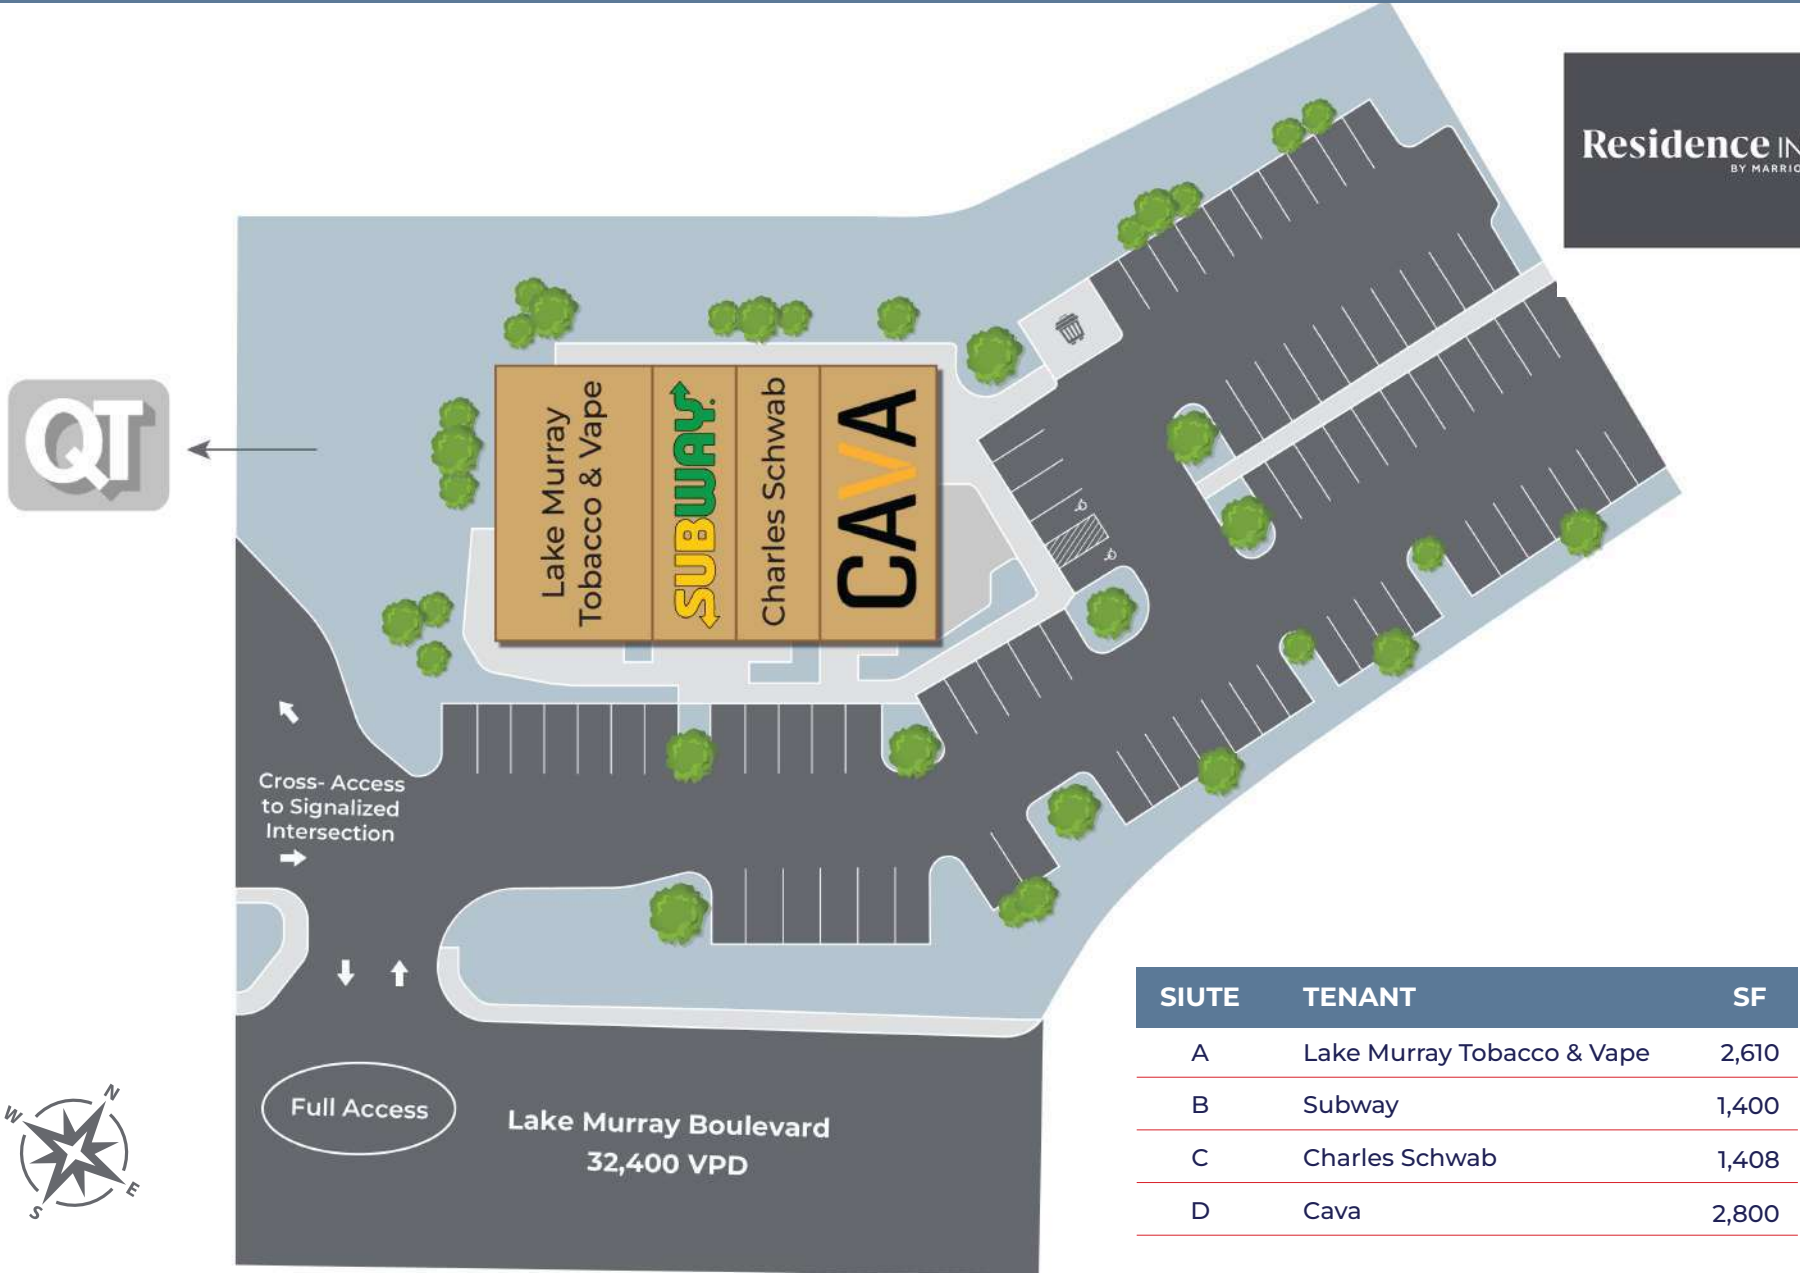 Residence IN
BY MARRIO
QT
Lake Murray
Tobacco & Vape
SUBWAY
Charles Schwab
CAVA
Cross- Access
to Signalized
Intersection
Full Access
Lake Murray Boulevard
32,400 VPD
N
W
E
S
SIUTE TENANT SF
A Lake Murray Tobacco & Vape 2,610
B Subway 1,400
C Charles Schwab 1,408
D Cava 2,800